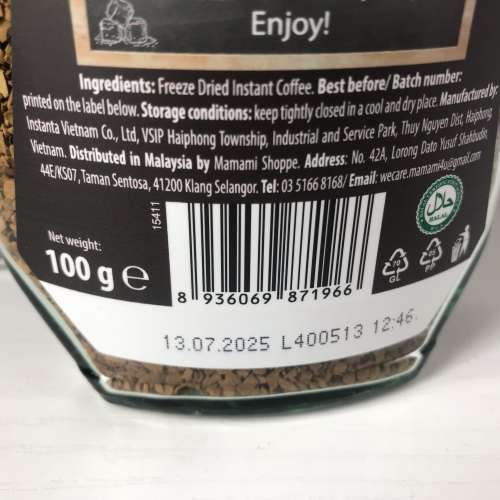 Enjoy!
Ingredients: Freeze Dried Instant Coffee. Best before/ Batch number:
printed on the label below. Storage conditions: keep tightly closed in a cool and dry place. Manufactured by:
Instanta Vietnam Co., Ltd, VSIP Haiphong Township, Industrial and Service Park, Thuy Nguyen Dist, Haiphong,
Vietnam. Distributed in Malaysia by Mamami Shoppe. Address: No. 42A, Lorong Dato Yusuf Shahbudin,
44E/KS07, Taman Sentosa, 41200 Klang Selangor. Tel: 03 5166 8168/ Email: wecare.mamami4u@gmail.com
15411
حلال
HALAL
Net weight:
100 g e
70
GL
05
PP
8 936069 871966
13.07.2025 L400513 12:46